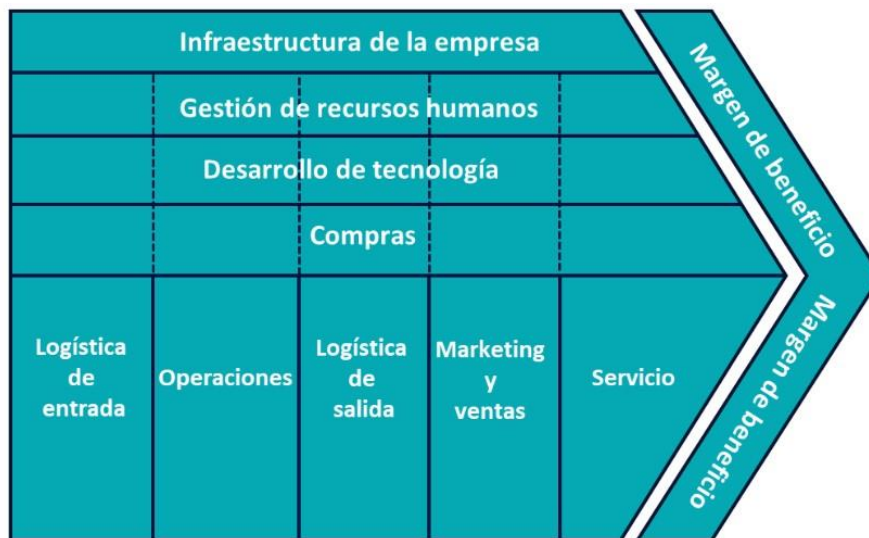 Infraestructura de la empresa
Gestión de recursos humanos
Desarrollo de tecnología
Compras
Logística
de
entrada
Operaciones
Logística
de
salida
Marketing
y
ventas
Servicio
Margen de beneficio
Margen de beneficio